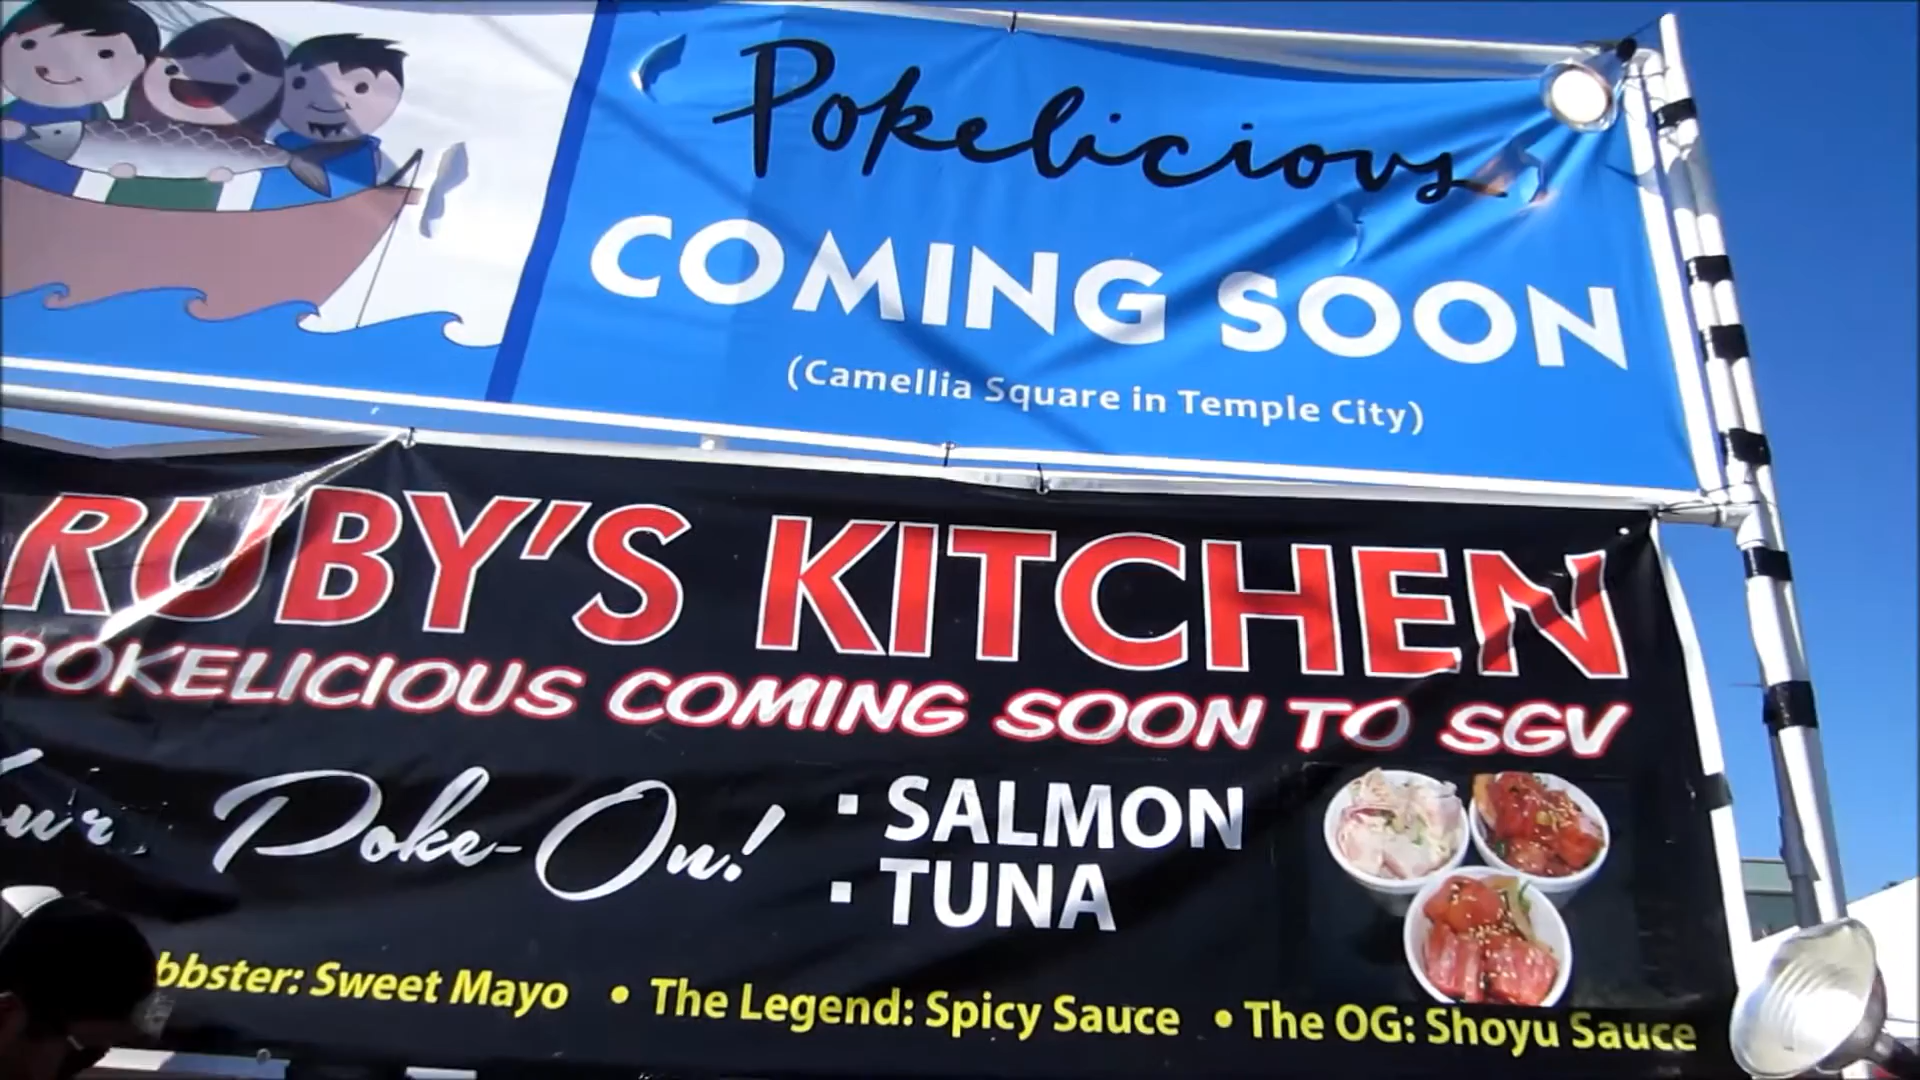 Pokelicious
COMING SOON
(Camellia Square in Temple City)
RUBY'S KITCHEN
POKELICIOUS COMING SOON TO SGV
Poke-On!
▪ SALMON
▪ TUNA
Sweet Mayo • The Legend: Spicy Sauce • The OG: Shoyu Sauce